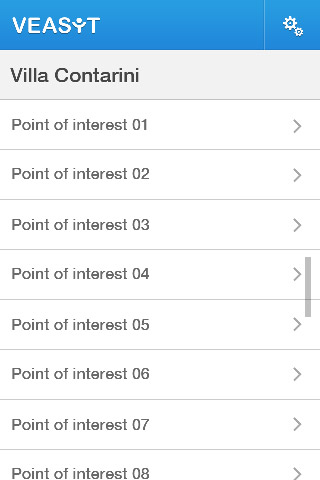 VEASYT
Villa Contarini
Point of interest 01
Point of interest 02
Point of interest 03
Point of interest 04
Point of interest 05
Point of interest 06
Point of interest 07
Point of interest 08